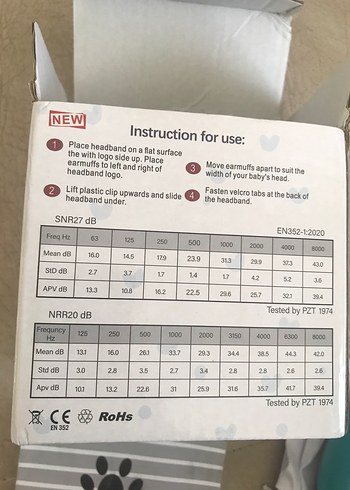 NEW
Instruction for use:
1 Place headband on a flat surface
the with logo side up. Place
earmuffs to left and right of
headband logo.
2 Lift plastic clip upwards and slide
headband under.
3 Move earmuffs apart to suit the
width of your baby's head.
4 Fasten velcro tabs at the back of
the headband.
SNR27 dB
EN352-1:2020
Freq Hz 63 125 250 500 1000 2000 4000 8000
Mean dB 16.0 14.5 17.9 23.9 31.3 29.9 37.3 43.0
StD dB 2.7 3.7 1.7 1.4 1.7 4.2 5.2 3.6
APV dB 13.3 10.8 16.2 22.5 29.6 25.7 32.1 39.4
Tested by PZT 1974
NRR20 dB
Frequncy
Hz 125 250 500 1000 2000 3150 4000 6300 8000
Mean dB 13.1 16.0 26.1 33.7 29.3 34.4 38.5 44.3 42.0
Std dB 3.0 2.8 3.5 2.7 3.4 2.8 2.8 2.6 2.6
Apv dB 10.1 13.2 22.6 31 25.9 31.6 35.7 41.7 39.4
Tested by PZT 1974
CE RoHs
EN 352